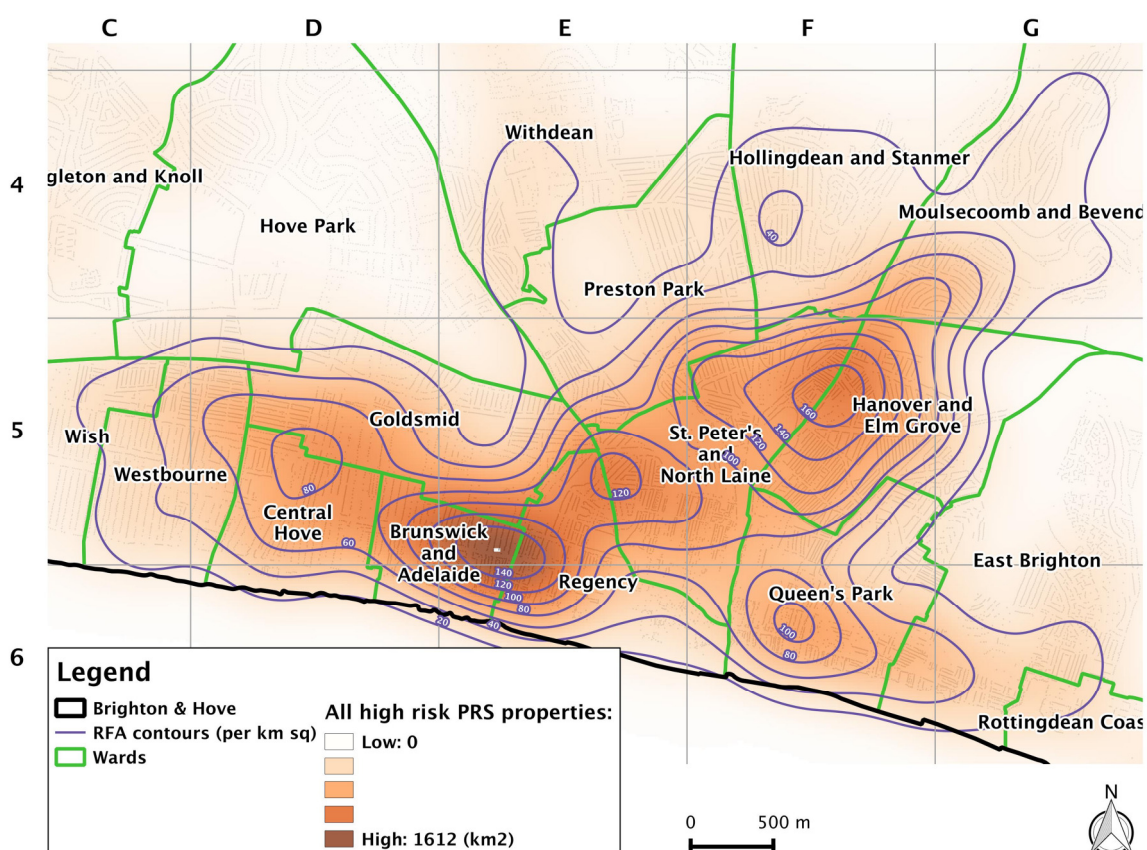 C D E F G
4
5
6
Withdean
Hollingdean and Stanmer
gleton and Knoll
Hove Park
Moulsecoomb and Bevend
Preston Park
40
Goldsmid
Wish
Westbourne
St. Peter's
and
North Laine
Hanover and
Elm Grove
160
140
120
100
120
80
Central
Hove
60
Brunswick
and
Adelaide
Regency
140
120
100
80
40
20
East Brighton
Queen's Park
100
80
Rottingdean Coas
Legend
Brighton & Hove
RFA contours (per km sq)
Wards
All high risk PRS properties:
Low: 0
High: 1612 (km2)
0 500 m
N